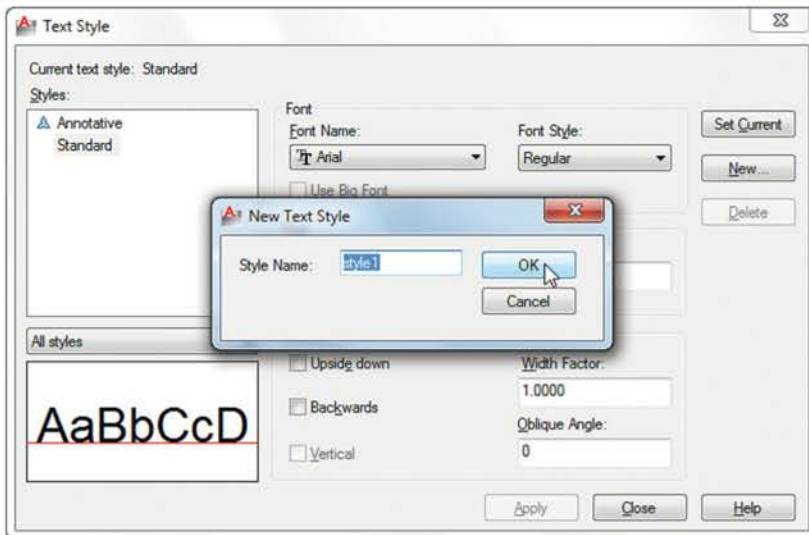 Text Style
Current text style: Standard
Styles:
Annotative
Standard
Font
Font Name:
Font Style:
Arial
Regular
Use Big Font
Set Current
New...
Delete
New Text Style
Style Name:
style1
OK
Cancel
All styles
AaBbCcD
Upside down
Backwards
Vertical
Width Factor:
1.0000
Oblique Angle:
0
Apply
Close
Help